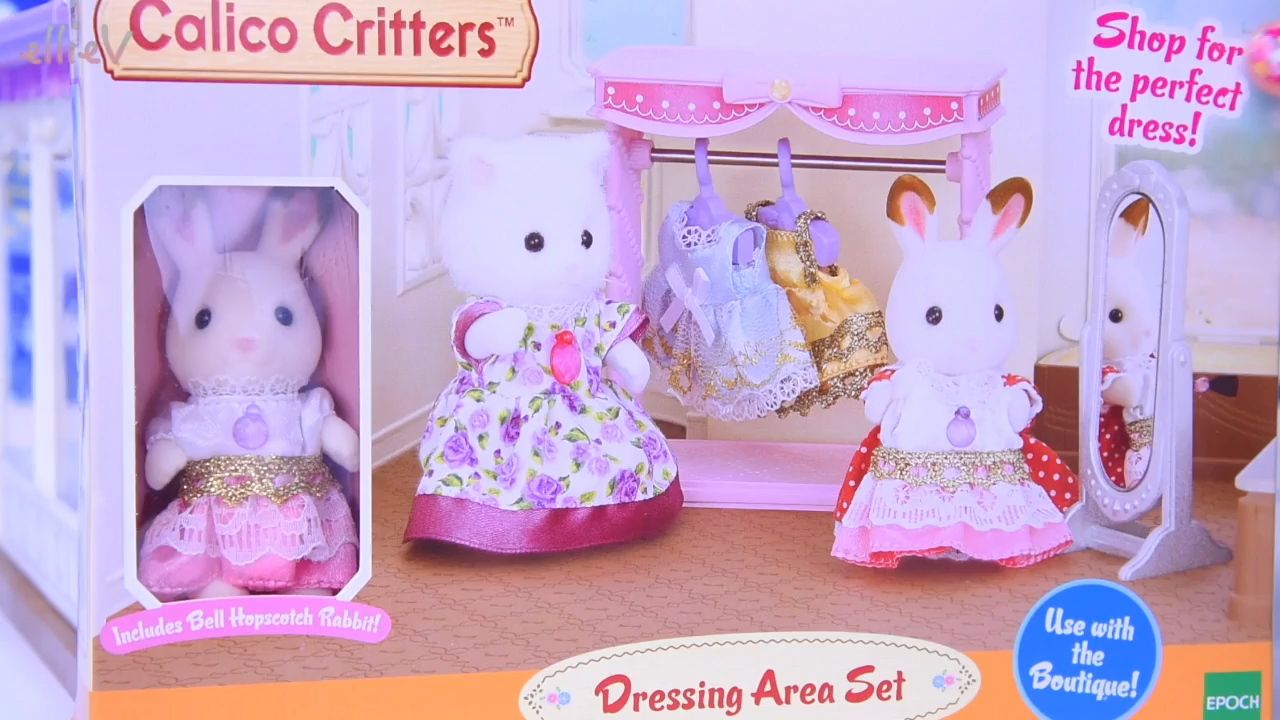 ellieV
Calico Critters™
Shop for
the perfect
dress!
Includes Bell Hopscotch Rabbit!
Use with
the
Boutique!
Dressing Area Set
EPOCH